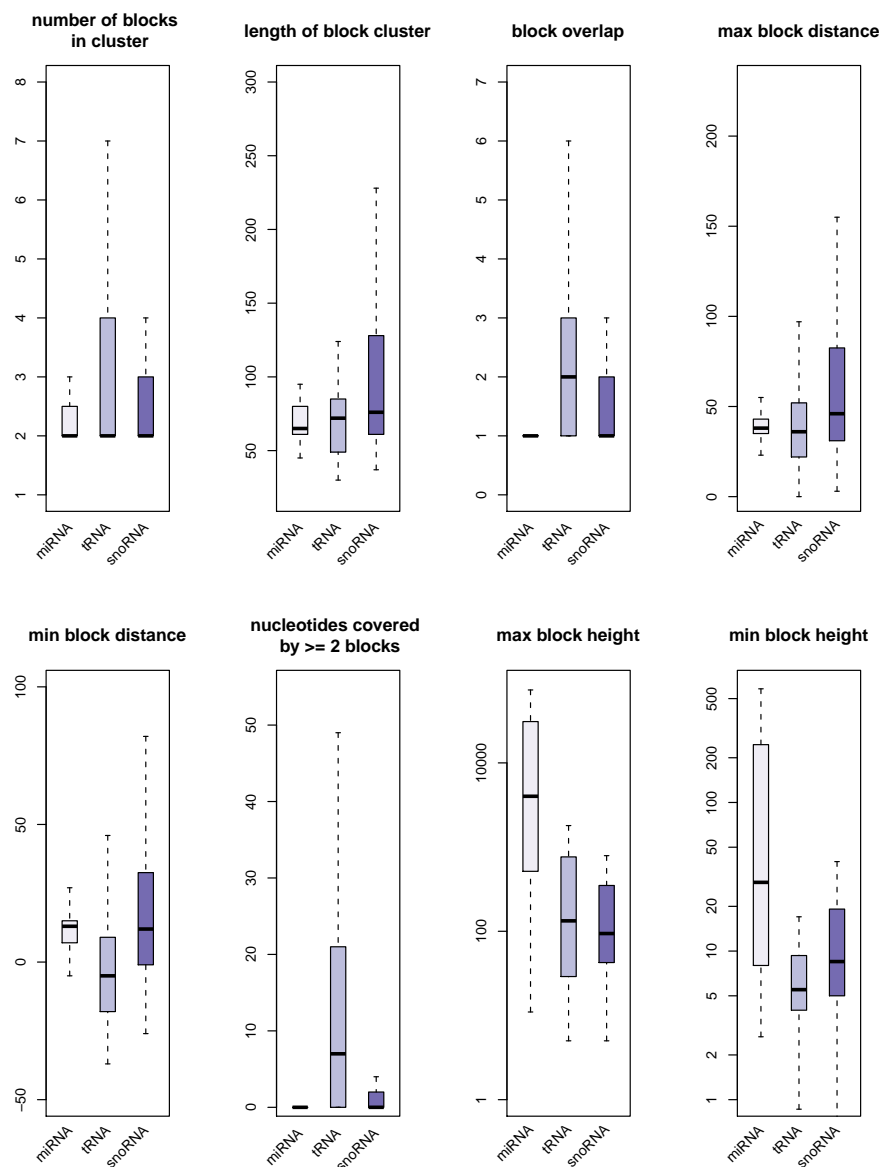 number of blocks
in cluster
length of block cluster
block overlap
max block distance
8
7
6
5
4
3
2
1
miRNA
tRNA
snoRNA
300
250
200
150
100
50
miRNA
tRNA
snoRNA
7
6
5
4
3
2
1
0
miRNA
tRNA
snoRNA
200
150
100
50
0
miRNA
tRNA
snoRNA
min block distance
nucleotides covered
by >= 2 blocks
max block height
min block height
100
50
0
−50
miRNA
tRNA
snoRNA
50
40
30
20
10
0
miRNA
tRNA
snoRNA
10000
100
1
miRNA
tRNA
snoRNA
500
200
100
50
20
10
5
2
1
miRNA
tRNA
snoRNA